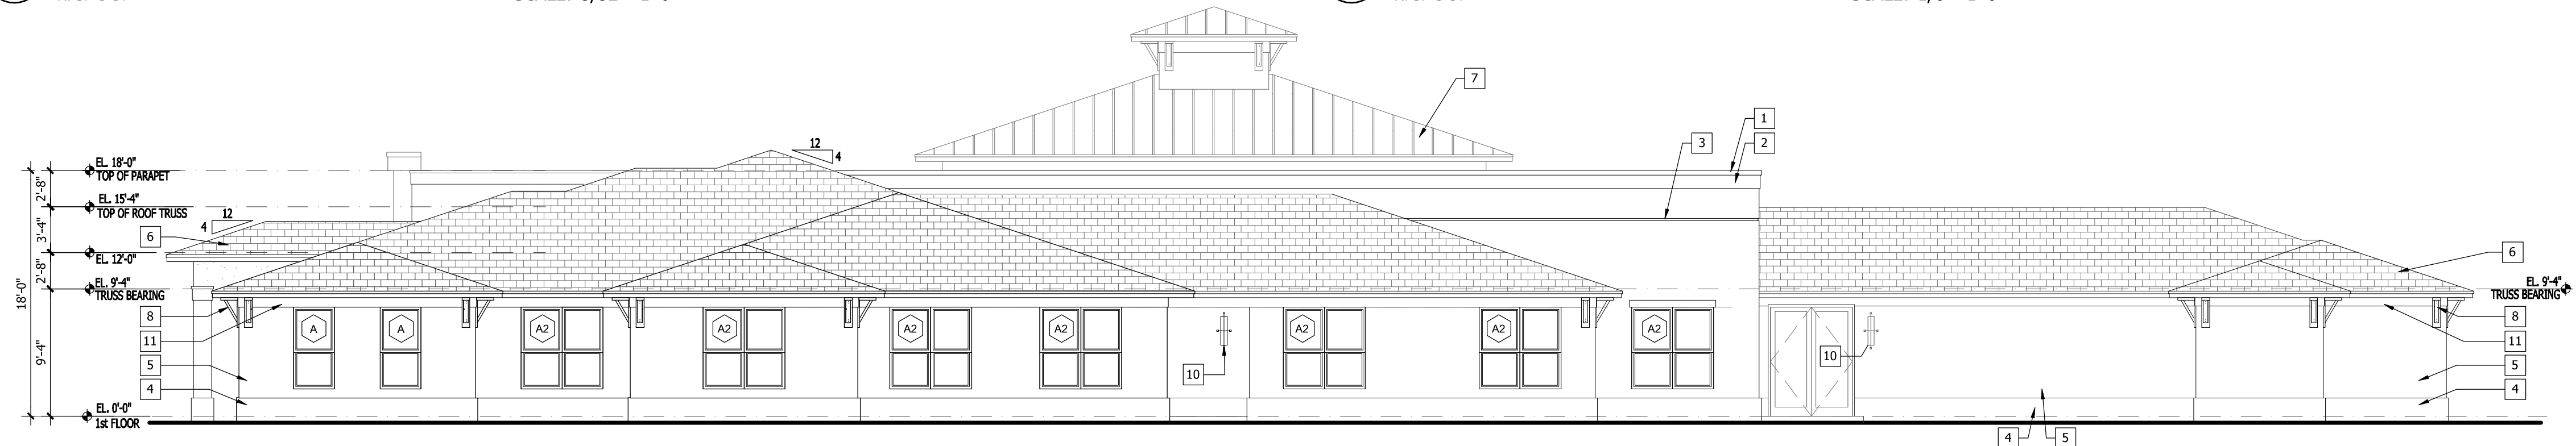 7
1
2
3
12
4
EL. 18'-0"
TOP OF PARAPET
2'-8"
EL. 15'-4"
TOP OF ROOF TRUSS
12
4
3'-4"
6
6
EL. 12'-0"
2'-8"
18'-0"
EL. 9'-4"
TRUSS BEARING
EL. 9'-4"
TRUSS BEARING
8
8
A
A
A2
A2
A2
A2
A2
A2
A2
11
11
9'-4"
10
10
5
5
4
4
EL. 0'-0"
1st FLOOR
4
5